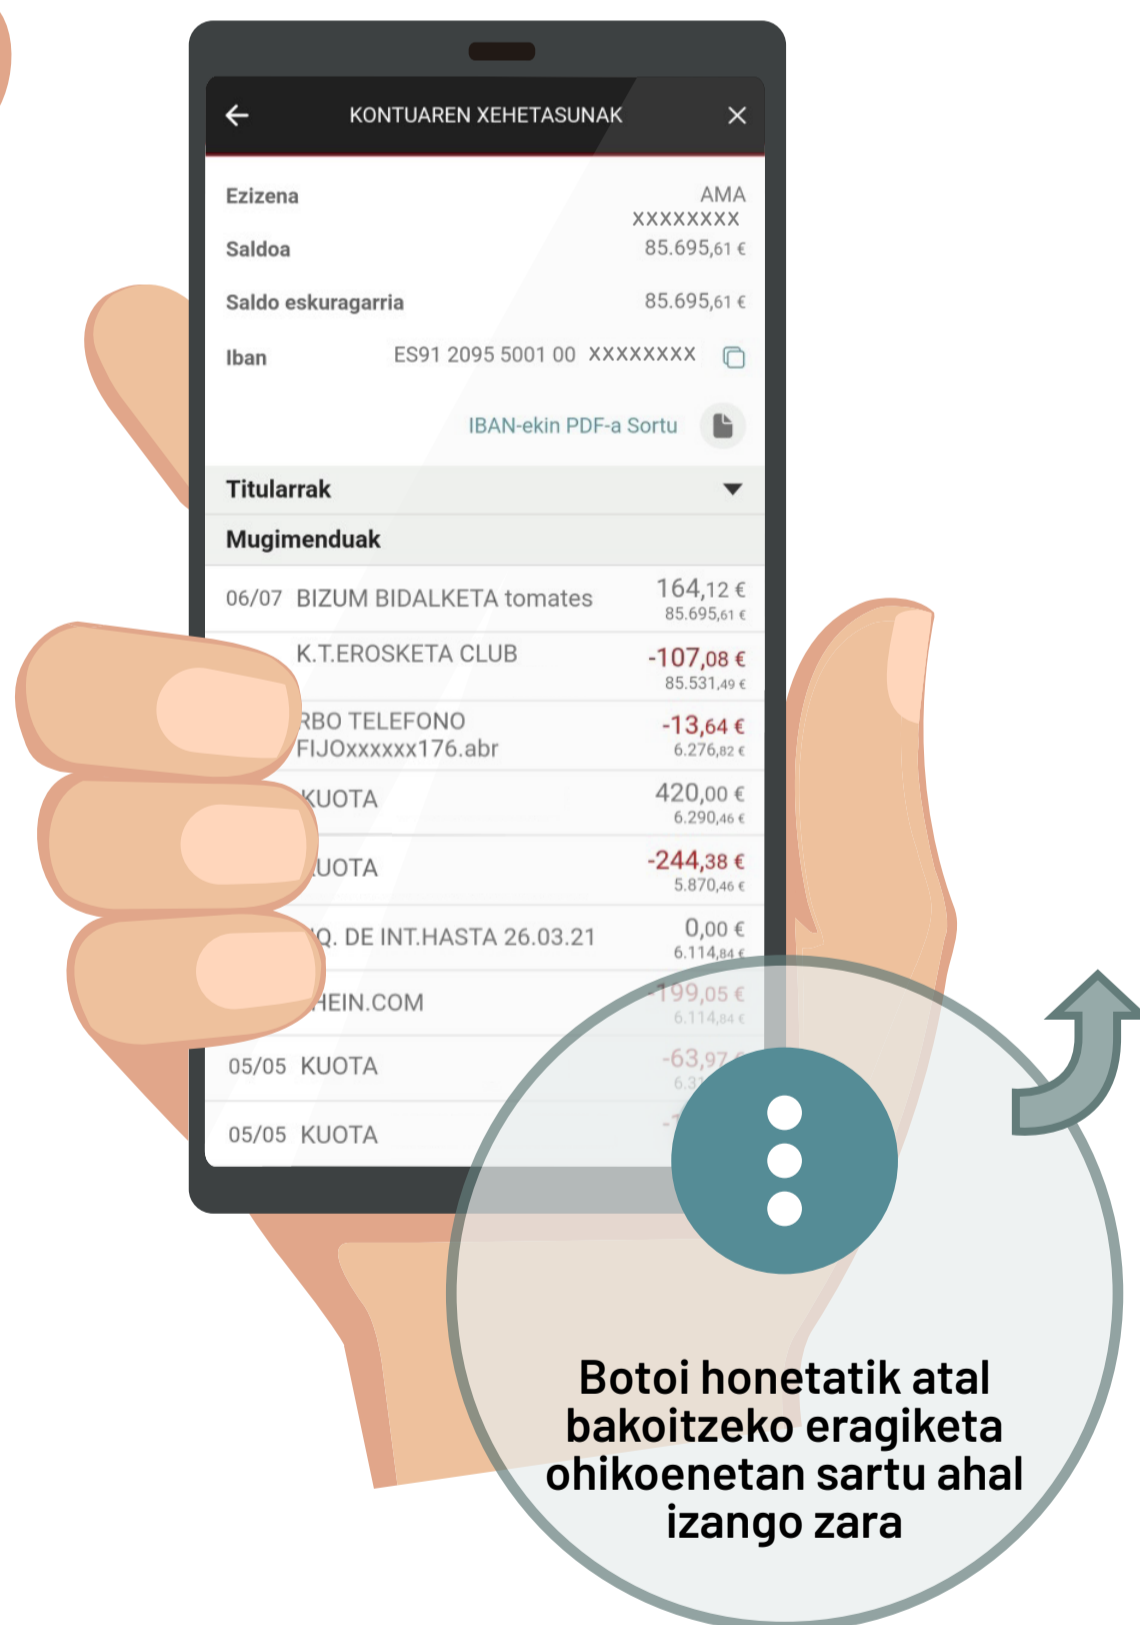 KONTUAREN XEHETASUNAK
Ezizena AMA
XXXXXXXX
Saldoa 85.695,61 €
Saldo eskuragarria 85.695,61 €
Iban ES91 2095 5001 00 XXXXXXXX
IBAN-ekin PDF-a Sortu
Titularrak
Mugimenduak
06/07 BIZUM BIDALKETA tomates 164,12 €
85.695,61 €
K.T.EROSKETA CLUB -107,08 €
85.531,49 €
RBO TELEFONO -13,64 €
FIJOxxxxxx176.abr 6.276,82 €
KUOTA 420,00 €
6.290,46 €
KUOTA -244,38 €
5.870,46 €
DE INT.HASTA 26.03.21 0,00 €
6.114,84 €
HEIN.COM -199,05 €
6.114,84 €
05/05 KUOTA -63,97
05/05 KUOTA
Botoi honetatik atal
bakoitzeko eragiketa
ohikoenetan sartu ahal
izango zara